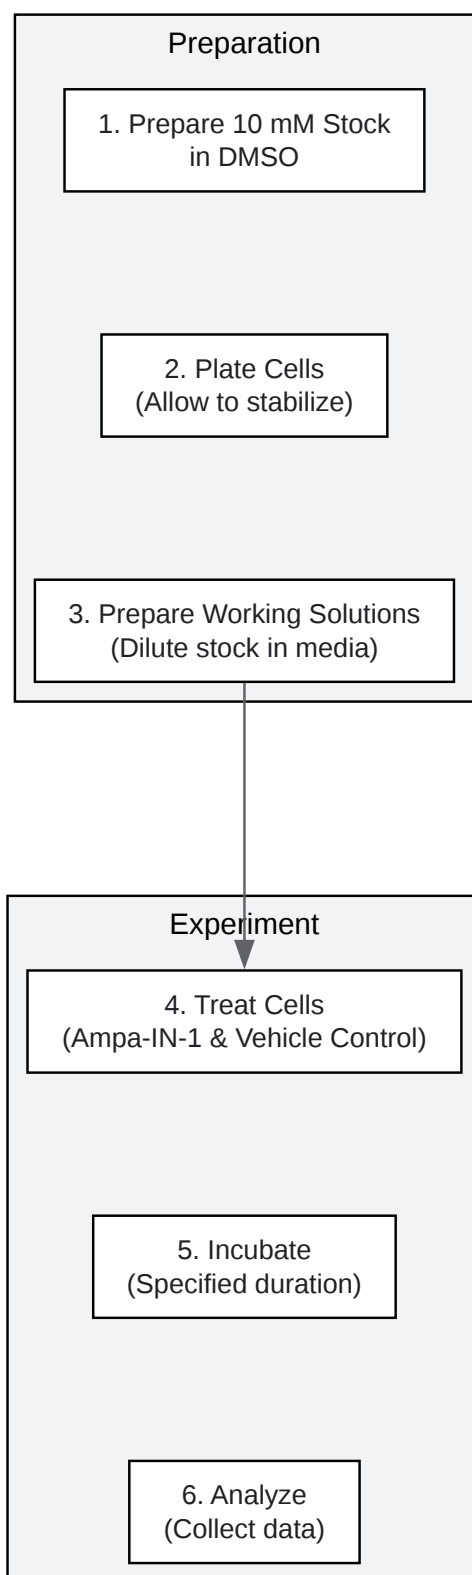 Preparation
1. Prepare 10 mM Stock
in DMSO
2. Plate Cells
(Allow to stabilize)
3. Prepare Working Solutions
(Dilute stock in media)
Experiment
4. Treat Cells
(Ampa-IN-1 & Vehicle Control)
5. Incubate
(Specified duration)
6. Analyze
(Collect data)